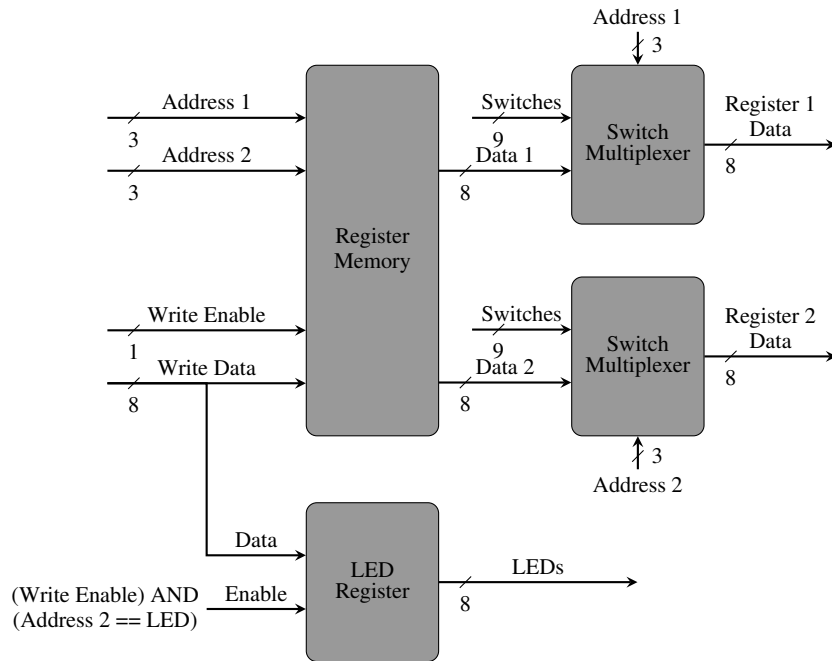 Address 1
3
Address 1
3
Address 2
3
Register
Memory
Switches
9
Data 1
8
Switch
Multiplexer
Register 1
Data
8
Write Enable
1
Write Data
8
Switches
9
Data 2
8
Switch
Multiplexer
Register 2
Data
8
3
Address 2
Data
(Write Enable) AND
(Address 2 == LED)
Enable
LED
Register
LEDs
8